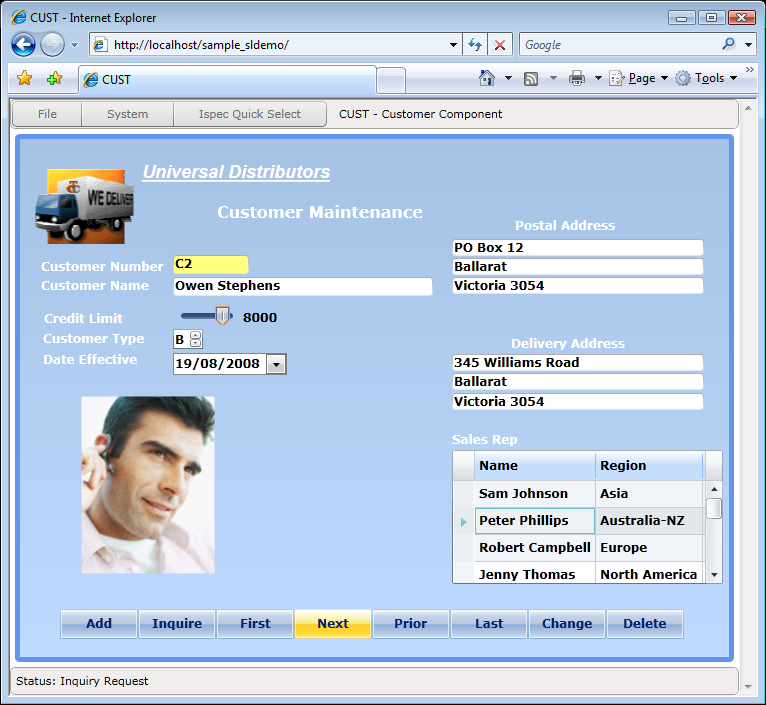 CUST - Internet Explorer
http://localhost/sample_sldemo/
Google
CUST
Page
Tools
File System Ispec Quick Select CUST - Customer Component
WE DELIVER
Universal Distributors
Customer Maintenance
Customer Number C2
Customer Name Owen Stephens
Credit Limit 8000
Customer Type B
Date Effective 19/08/2008
Postal Address
PO Box 12
Ballarat
Victoria 3054
Delivery Address
345 Williams Road
Ballarat
Victoria 3054
Sales Rep
Name Region
Sam Johnson Asia
Peter Phillips Australia-NZ
Robert Campbell Europe
Jenny Thomas North America
Add Inquire First Next Prior Last Change Delete
Status: Inquiry Request